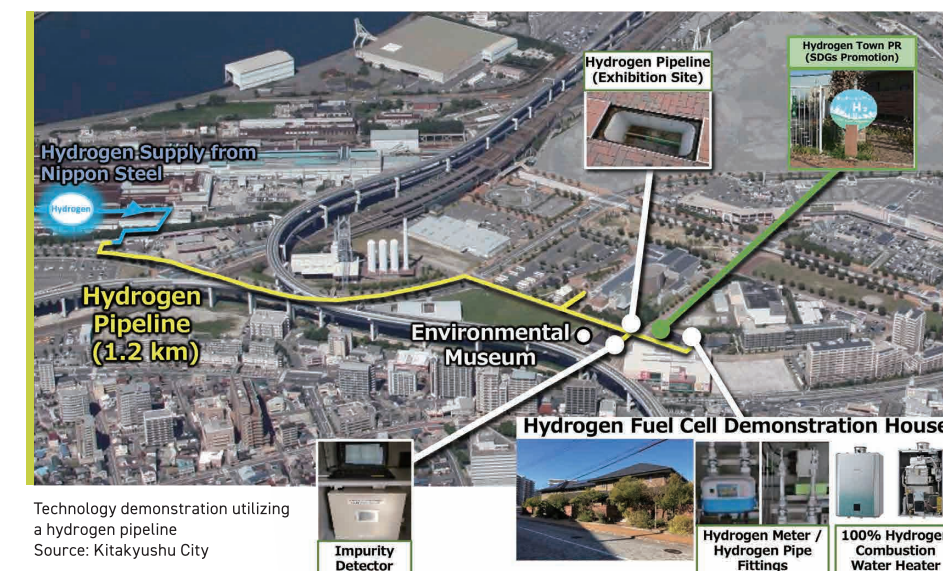 Hydrogen Pipeline
(Exhibition Site)
Hydrogen Town PR
(SDGs Promotion)
H₂
Hydrogen Supply from
Nippon Steel
Hydrogen
Hydrogen
Pipeline
(1.2 km)
Environmental
Museum
Hydrogen Fuel Cell Demonstration House
Impurity
Detector
Hydrogen Meter /
Hydrogen Pipe
Fittings
100% Hydrogen
Combustion
Water Heater
Technology demonstration utilizing
a hydrogen pipeline
Source: Kitakyushu City